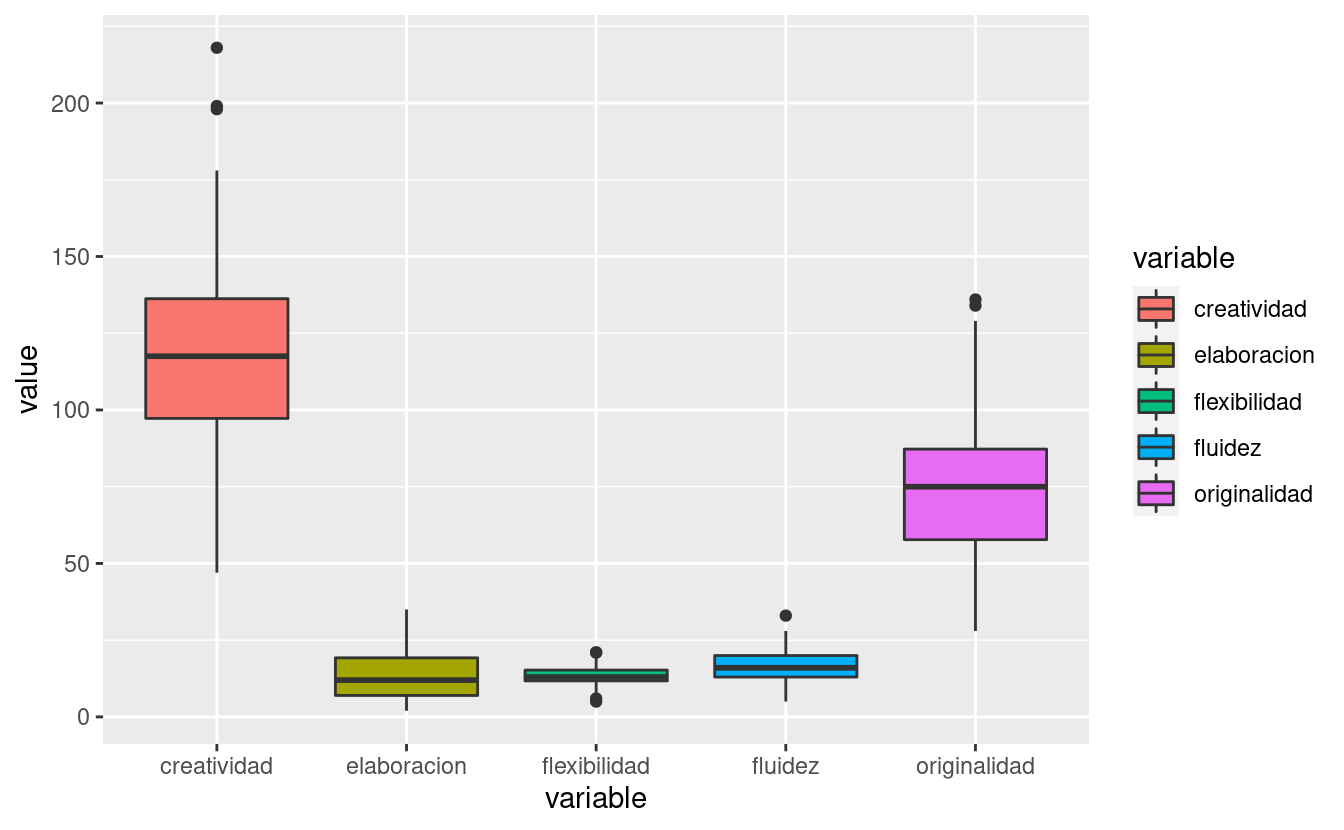 value
200
150
100
50
0
creatividad
elaboracion
flexibilidad
fluidez
originalidad
variable
variable
creatividad
elaboracion
flexibilidad
fluidez
originalidad